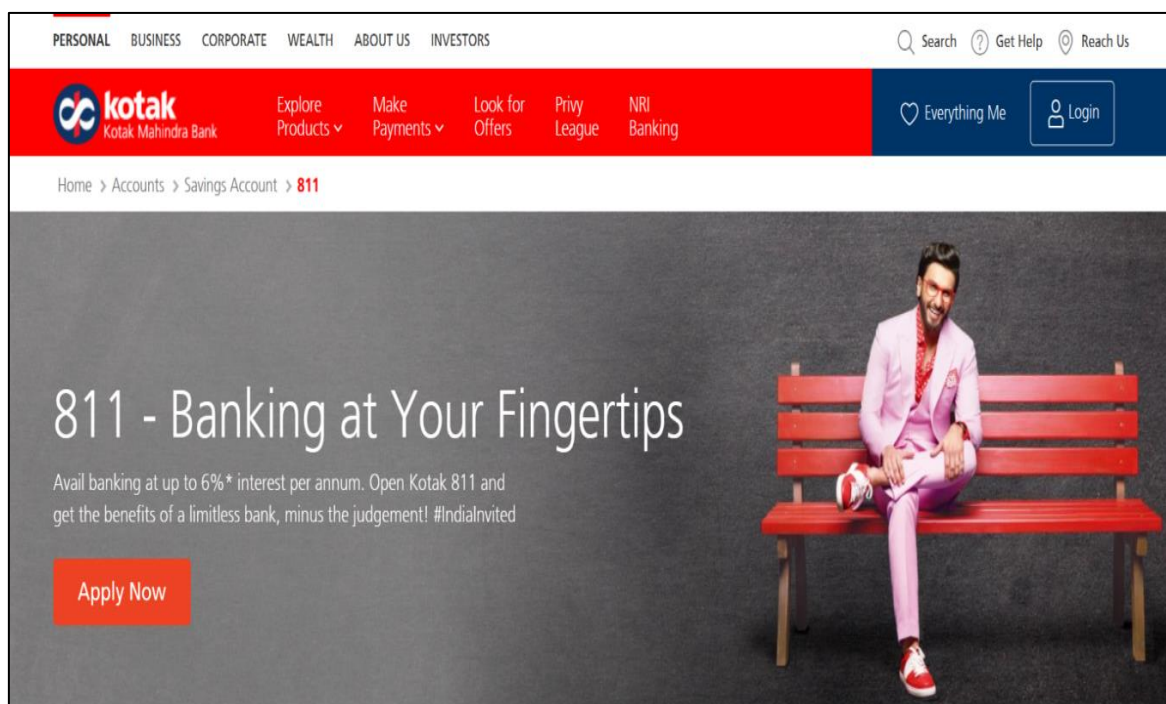 PERSONAL BUSINESS CORPORATE WEALTH ABOUT US INVESTORS Search Get Help Reach Us
kotak
Kotak Mahindra Bank
Explore Products
Make Payments
Look for Offers
Privy League
NRI Banking
Everything Me
Login
Home > Accounts > Savings Account > 811
811 - Banking at Your Fingertips
Avail banking at up to 6%* interest per annum. Open Kotak 811 and
get the benefits of a limitless bank, minus the judgement! #IndiaInvited
Apply Now